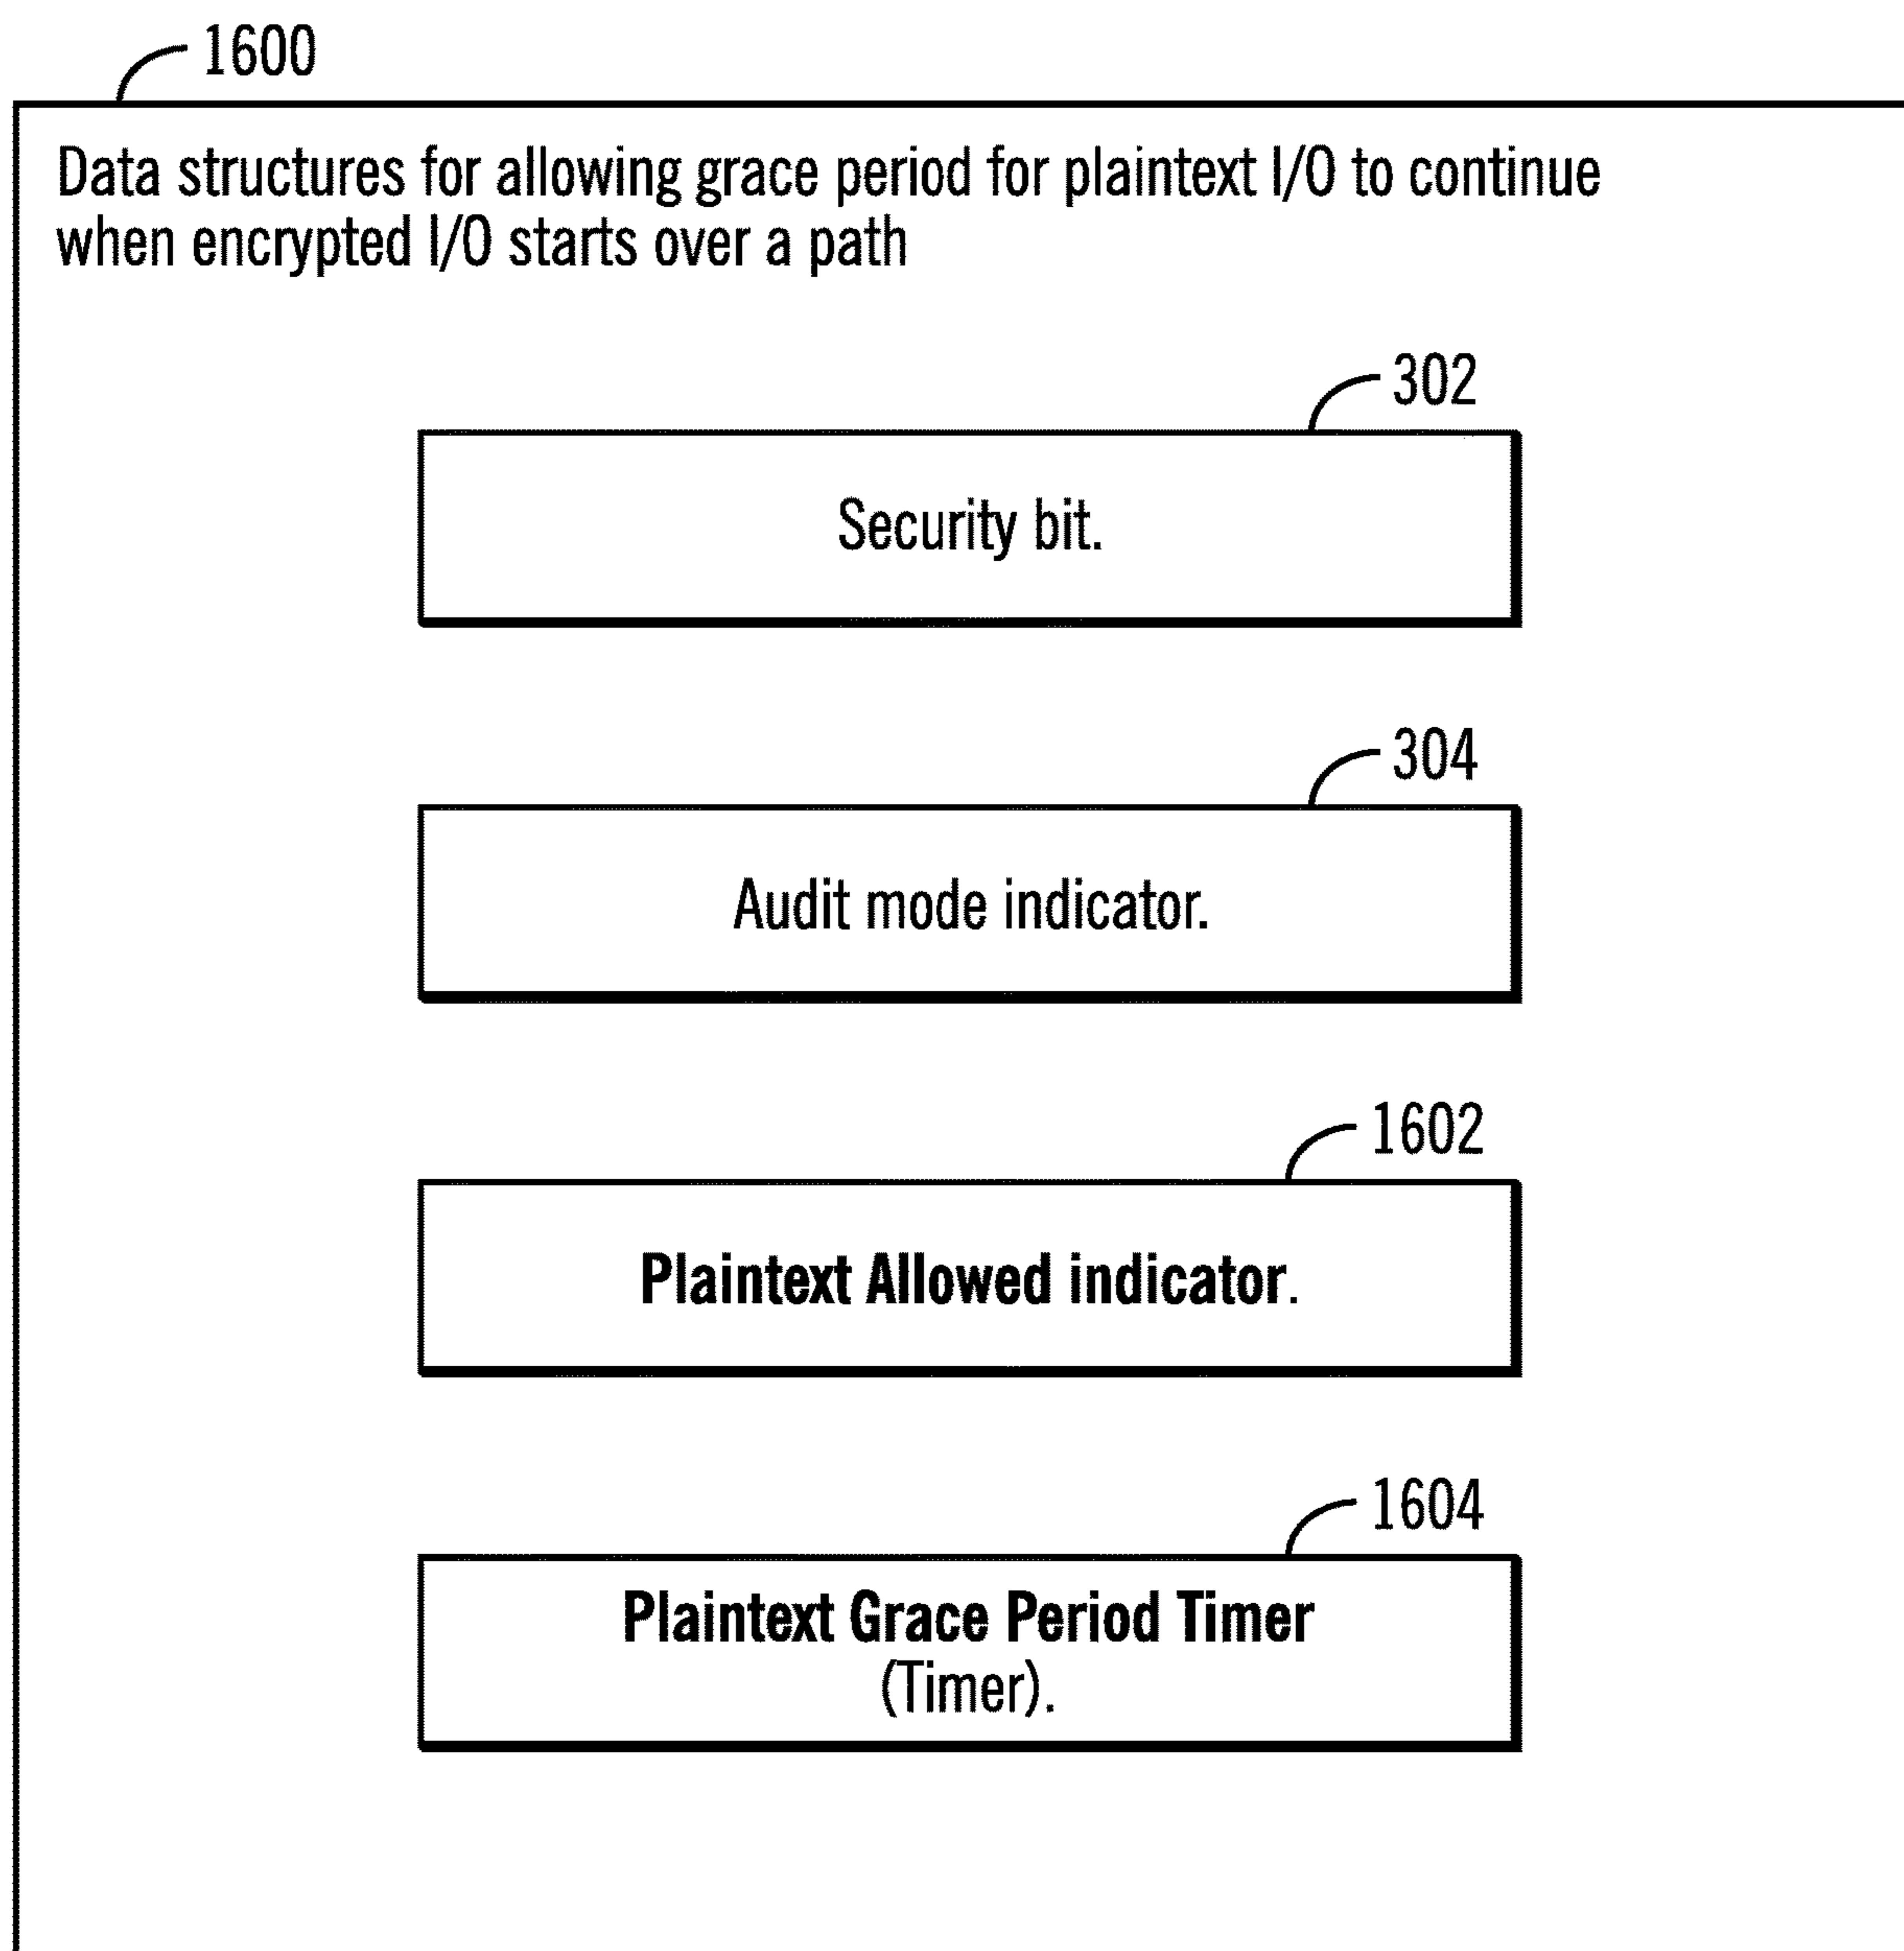 1600
Data structures for allowing grace period for plaintext I/O to continue
when encrypted I/O starts over a path
302
Security bit.
304
Audit mode indicator.
1602
Plaintext Allowed indicator.
1604
Plaintext Grace Period Timer
(Timer).